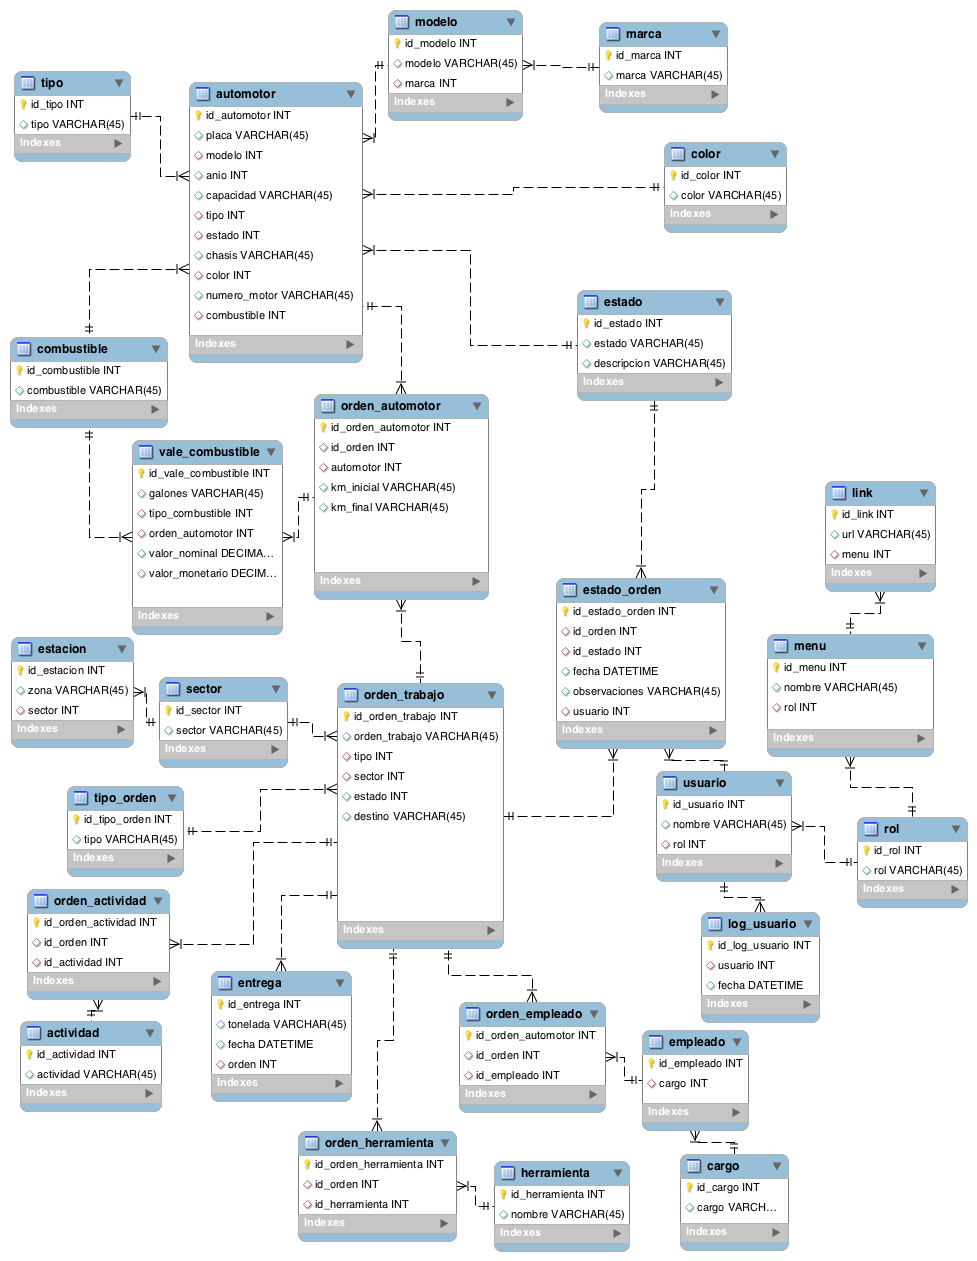 modelo
id_modelo INT
modelo VARCHAR(45)
marca INT
Indexes
marca
id_marca INT
marca VARCHAR(45)
Indexes
tipo
id_tipo INT
tipo VARCHAR(45)
Indexes
automotor
id_automotor INT
placa VARCHAR(45)
modelo INT
anio INT
capacidad VARCHAR(45)
tipo INT
estado INT
chasis VARCHAR(45)
color INT
numero_motor VARCHAR(45)
combustible INT
Indexes
color
id_color INT
color VARCHAR(45)
Indexes
estado
id_estado INT
estado VARCHAR(45)
descripcion VARCHAR(45)
Indexes
combustible
id_combustible INT
combustible VARCHAR(45)
Indexes
orden_automotor
id_orden_automotor INT
id_orden INT
automotor INT
km_inicial VARCHAR(45)
km_final VARCHAR(45)
Indexes
vale_combustible
id_vale_combustible INT
galones VARCHAR(45)
tipo_combustible INT
orden_automotor INT
valor_nominal DECIMA...
valor_monetario DECIM...
Indexes
link
id_link INT
url VARCHAR(45)
menu INT
Indexes
estado_orden
id_estado_orden INT
id_orden INT
id_estado INT
fecha DATETIME
observaciones VARCHAR(45)
usuario INT
Indexes
menu
id_menu INT
nombre VARCHAR(45)
rol INT
Indexes
estacion
id_estacion INT
zona VARCHAR(45)
sector INT
Indexes
sector
id_sector INT
sector VARCHAR(45)
Indexes
orden_trabajo
id_orden_trabajo INT
orden_trabajo VARCHAR(45)
tipo INT
sector INT
estado INT
destino VARCHAR(45)
Indexes
usuario
id_usuario INT
nombre VARCHAR(45)
rol INT
Indexes
tipo_orden
id_tipo_orden INT
tipo VARCHAR(45)
Indexes
rol
id_rol INT
rol VARCHAR(45)
Indexes
orden_actividad
id_orden_actividad INT
id_orden INT
id_actividad INT
Indexes
log_usuario
id_log_usuario INT
usuario INT
fecha DATETIME
Indexes
entrega
id_entrega INT
tonelada VARCHAR(45)
fecha DATETIME
orden INT
Indexes
orden_empleado
id_orden_automotor INT
id_orden INT
id_empleado INT
Indexes
actividad
id_actividad INT
actividad VARCHAR(45)
Indexes
empleado
id_empleado INT
cargo INT
Indexes
orden_herramienta
id_orden_herramienta INT
id_orden INT
id_herramienta INT
Indexes
herramienta
id_herramienta INT
nombre VARCHAR(45)
Indexes
cargo
id_cargo INT
cargo VARCH...
Indexes